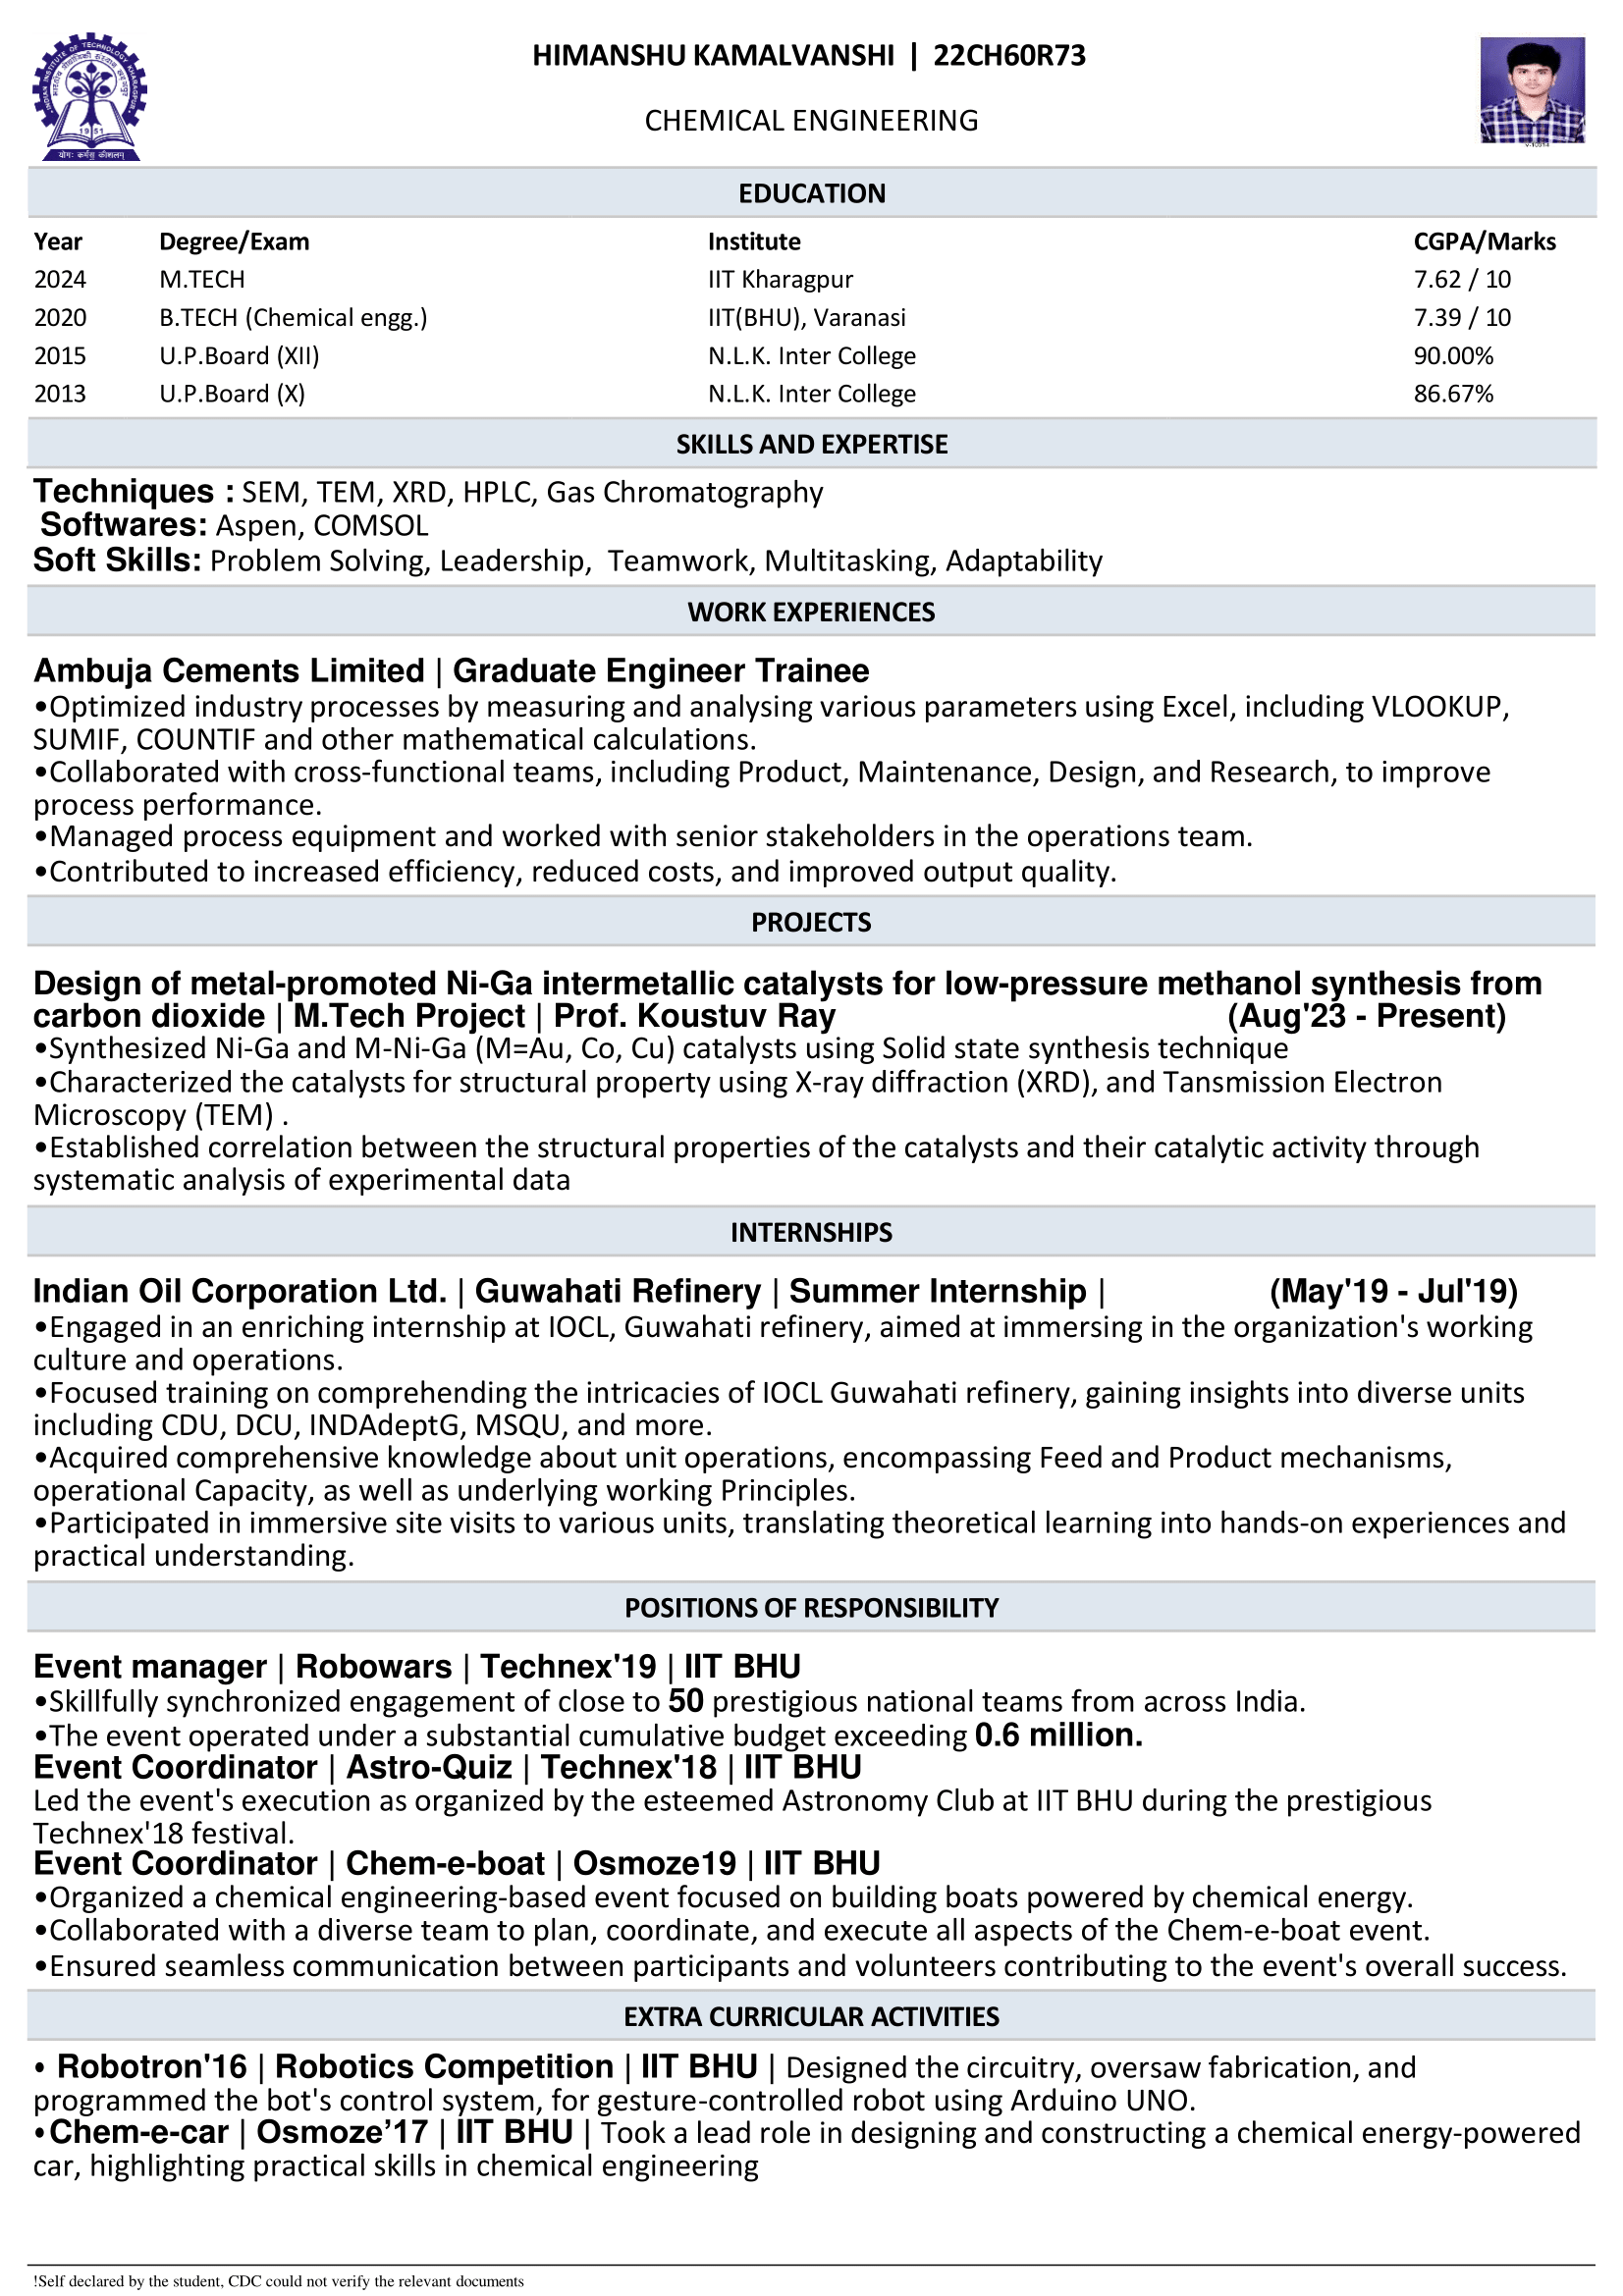 HIMANSHU KAMALVANSHI | 22CH60R73
CHEMICAL ENGINEERING
INDIAN INSTITUTE OF TECHNOLOGY KHARAGPUR
1951
योगः कर्मसु कौशलम्
EDUCATION
Year Degree/Exam Institute CGPA/Marks
2024 M.TECH IIT Kharagpur 7.62 / 10
2020 B.TECH (Chemical engg.) IIT(BHU), Varanasi 7.39 / 10
2015 U.P.Board (XII) N.L.K. Inter College 90.00%
2013 U.P.Board (X) N.L.K. Inter College 86.67%
SKILLS AND EXPERTISE
Techniques : SEM, TEM, XRD, HPLC, Gas Chromatography
Softwares: Aspen, COMSOL
Soft Skills: Problem Solving, Leadership, Teamwork, Multitasking, Adaptability
WORK EXPERIENCES
Ambuja Cements Limited | Graduate Engineer Trainee
•Optimized industry processes by measuring and analysing various parameters using Excel, including VLOOKUP,
SUMIF, COUNTIF and other mathematical calculations.
•Collaborated with cross-functional teams, including Product, Maintenance, Design, and Research, to improve
process performance.
•Managed process equipment and worked with senior stakeholders in the operations team.
•Contributed to increased efficiency, reduced costs, and improved output quality.
PROJECTS
Design of metal-promoted Ni-Ga intermetallic catalysts for low-pressure methanol synthesis from
carbon dioxide | M.Tech Project | Prof. Koustuv Ray (Aug'23 - Present)
•Synthesized Ni-Ga and M-Ni-Ga (M=Au, Co, Cu) catalysts using Solid state synthesis technique
•Characterized the catalysts for structural property using X-ray diffraction (XRD), and Tansmission Electron
Microscopy (TEM) .
•Established correlation between the structural properties of the catalysts and their catalytic activity through
systematic analysis of experimental data
INTERNSHIPS
Indian Oil Corporation Ltd. | Guwahati Refinery | Summer Internship | (May'19 - Jul'19)
•Engaged in an enriching internship at IOCL, Guwahati refinery, aimed at immersing in the organization's working
culture and operations.
•Focused training on comprehending the intricacies of IOCL Guwahati refinery, gaining insights into diverse units
including CDU, DCU, INDAdeptG, MSQU, and more.
•Acquired comprehensive knowledge about unit operations, encompassing Feed and Product mechanisms,
operational Capacity, as well as underlying working Principles.
•Participated in immersive site visits to various units, translating theoretical learning into hands-on experiences and
practical understanding.
POSITIONS OF RESPONSIBILITY
Event manager | Robowars | Technex'19 | IIT BHU
•Skillfully synchronized engagement of close to 50 prestigious national teams from across India.
•The event operated under a substantial cumulative budget exceeding 0.6 million.
Event Coordinator | Astro-Quiz | Technex'18 | IIT BHU
Led the event's execution as organized by the esteemed Astronomy Club at IIT BHU during the prestigious
Technex'18 festival.
Event Coordinator | Chem-e-boat | Osmoze19 | IIT BHU
•Organized a chemical engineering-based event focused on building boats powered by chemical energy.
•Collaborated with a diverse team to plan, coordinate, and execute all aspects of the Chem-e-boat event.
•Ensured seamless communication between participants and volunteers contributing to the event's overall success.
EXTRA CURRICULAR ACTIVITIES
• Robotron'16 | Robotics Competition | IIT BHU | Designed the circuitry, oversaw fabrication, and
programmed the bot's control system, for gesture-controlled robot using Arduino UNO.
•Chem-e-car | Osmoze’17 | IIT BHU | Took a lead role in designing and constructing a chemical energy-powered
car, highlighting practical skills in chemical engineering
!Self declared by the student, CDC could not verify the relevant documents